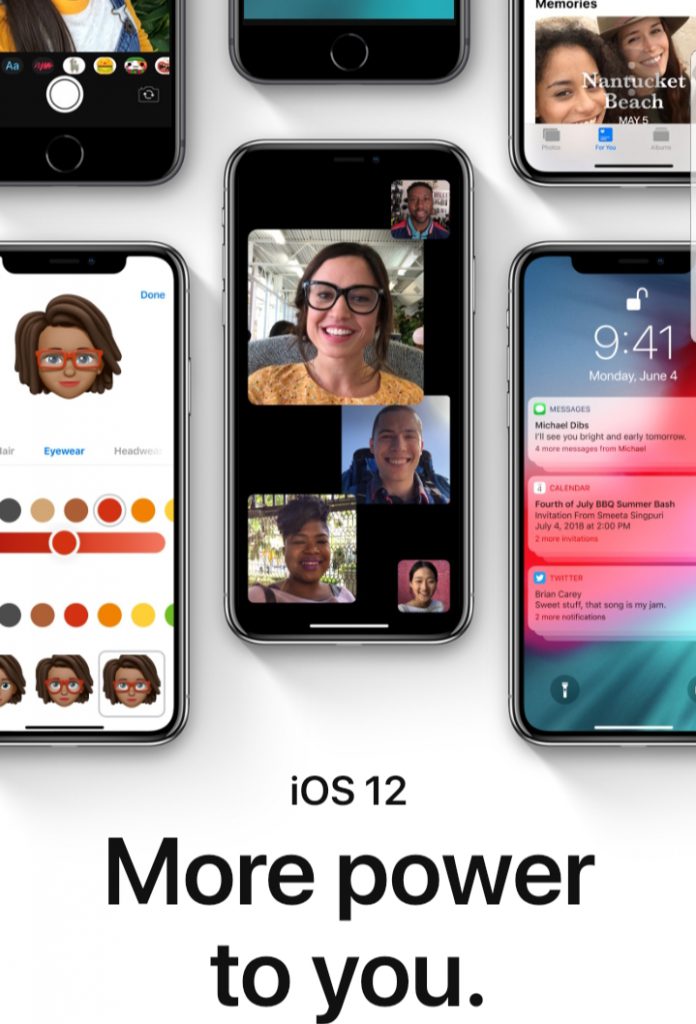 Aa
Memories
Nantucket
Beach
MAY 5
Photos
For You
Albums
Done
Eyewear
Headwear
9:41
Monday, June 4
MESSAGES
Michael Dibs
I'll see you bright and early tomorrow.
4 more messages from Michael
4
CALENDAR
Fourth of July BBQ Summer Bash
Invitation From Smeeta Singpuri
July 4, 2018 at 2:00 PM
2 more invitations
TWITTER
Brian Carey
Sweet stuff, that song is my jam.
2 more notifications
iOS 12
More power
to you.